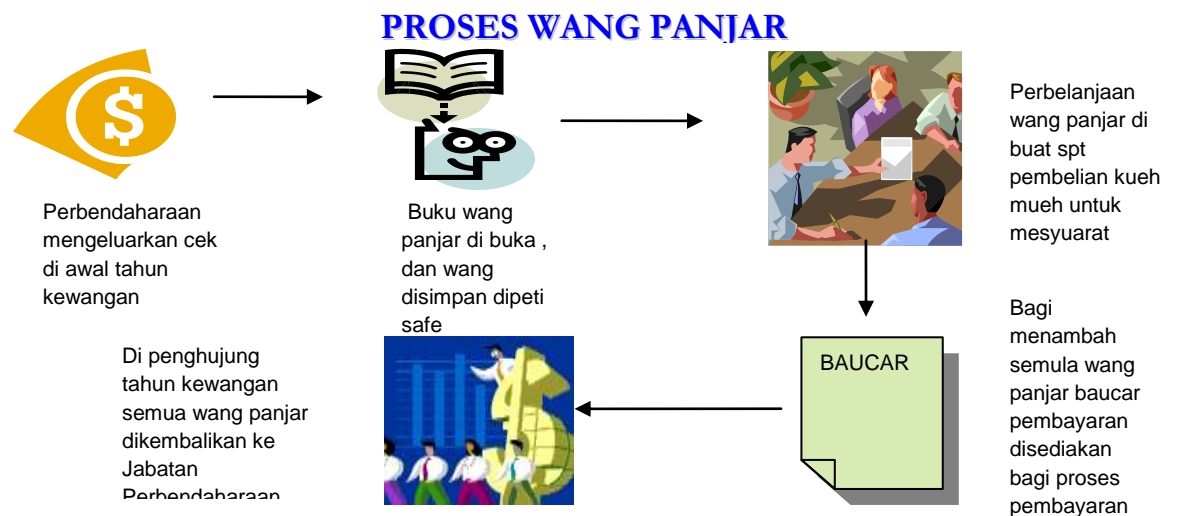 PROSES WANG PANJAR
Perbendaharaan
mengeluarkan cek
di awal tahun
kewangan
Buku wang
panjar di buka ,
dan wang
disimpan dipeti
safe
Perbelanjaan
wang panjar di
buat spt
pembelian kueh
mueh untuk
mesyuarat
Bagi
menambah
semula wang
panjar baucar
pembayaran
disediakan
bagi proses
pembayaran
BAUCAR
Di penghujung
tahun kewangan
semua wang panjar
dikembalikan ke
Jabatan
Perbendaharaan